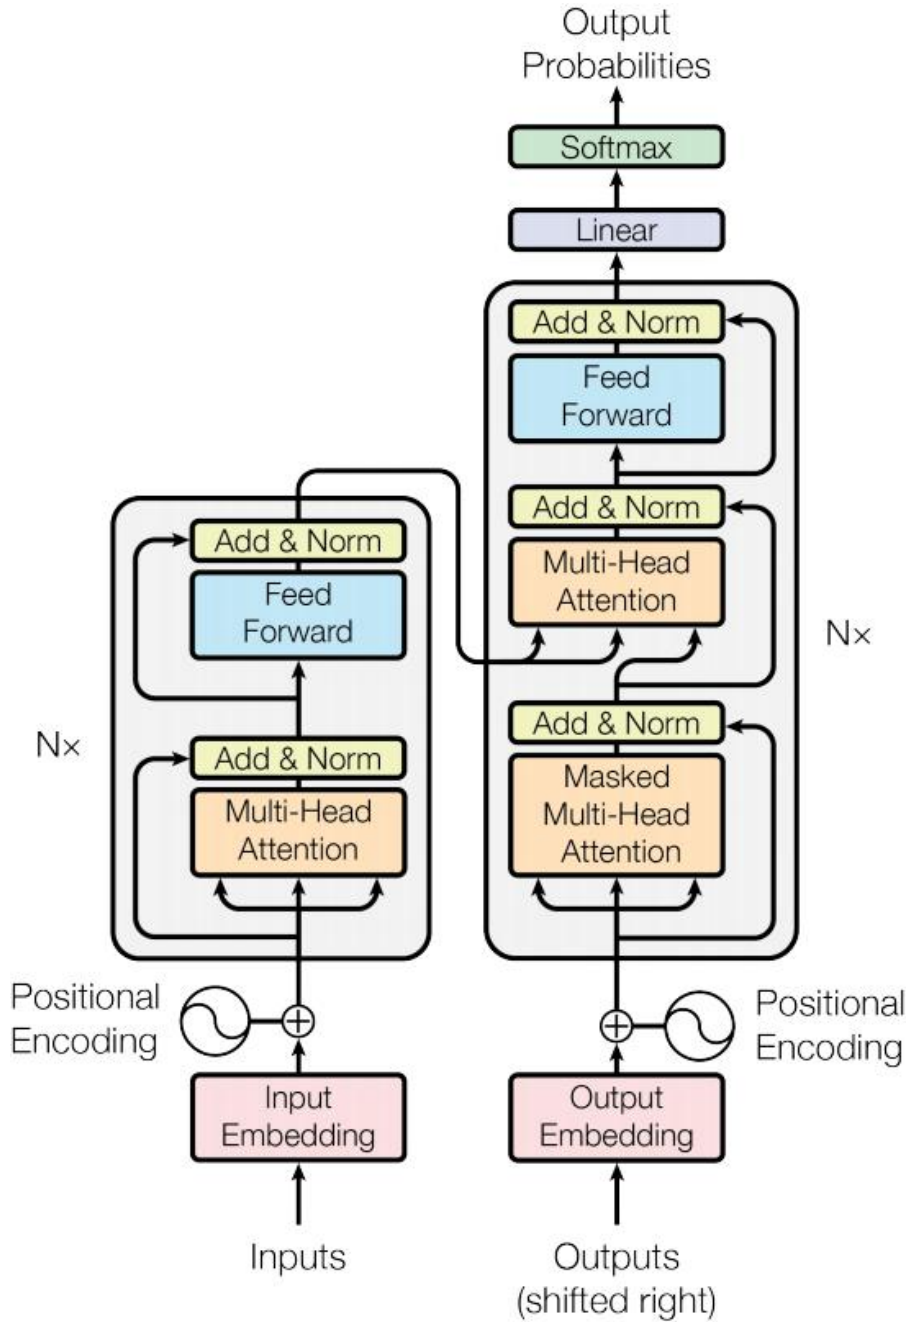 Output
Probabilities
Softmax
Linear
Add & Norm
Feed
Forward
Add & Norm
Multi-Head
Attention
Add & Norm
Masked
Multi-Head
Attention
Nx
Add & Norm
Feed
Forward
Add & Norm
Multi-Head
Attention
Nx
Positional
Encoding
Positional
Encoding
Input
Embedding
Output
Embedding
Inputs
Outputs
(shifted right)